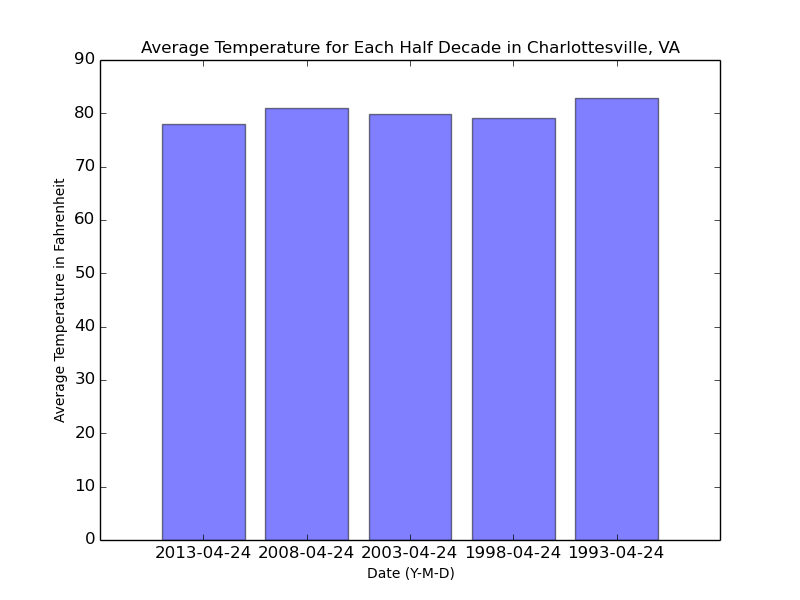 Average Temperature for Each Half Decade in Charlottesville, VA
90
80
70
60
50
40
30
20
10
0
Average Temperature in Fahrenheit
2013-04-24 2008-04-24 2003-04-24 1998-04-24 1993-04-24
Date (Y-M-D)